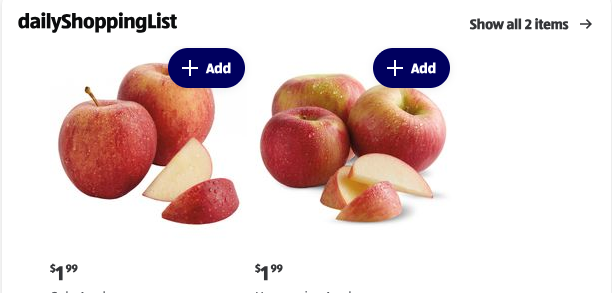 dailyShoppingList
Show all 2 items →
+ Add
+ Add
$1.99
$1.99